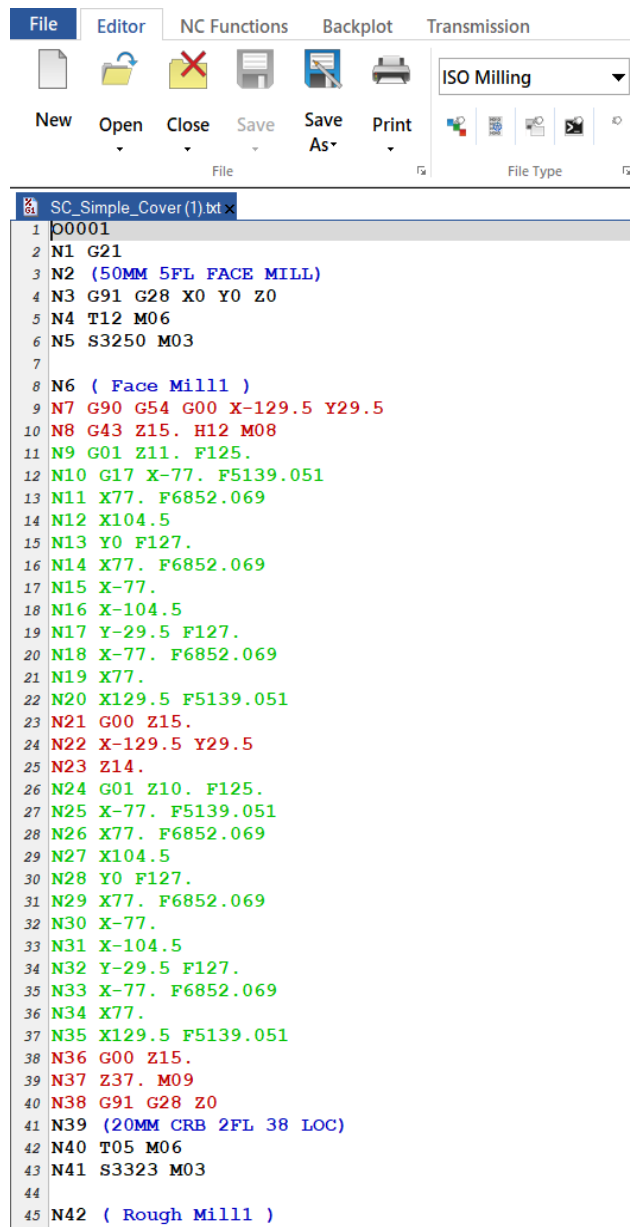 File Editor NC Functions Backplot Transmission
ISO Milling
New Open Close Save Save As Print
File File Type
SC_Simple_Cover (1).txt x
1 O0001
2 N1 G21
3 N2 (50MM 5FL FACE MILL)
4 N3 G91 G28 X0 Y0 Z0
5 N4 T12 M06
6 N5 S3250 M03
7
8 N6 ( Face Mill1 )
9 N7 G90 G54 G00 X-129.5 Y29.5
10 N8 G43 Z15. H12 M08
11 N9 G01 Z11. F125.
12 N10 G17 X-77. F5139.051
13 N11 X77. F6852.069
14 N12 X104.5
15 N13 Y0 F127.
16 N14 X77. F6852.069
17 N15 X-77.
18 N16 X-104.5
19 N17 Y-29.5 F127.
20 N18 X-77. F6852.069
21 N19 X77.
22 N20 X129.5 F5139.051
23 N21 G00 Z15.
24 N22 X-129.5 Y29.5
25 N23 Z14.
26 N24 G01 Z10. F125.
27 N25 X-77. F5139.051
28 N26 X77. F6852.069
29 N27 X104.5
30 N28 Y0 F127.
31 N29 X77. F6852.069
32 N30 X-77.
33 N31 X-104.5
34 N32 Y-29.5 F127.
35 N33 X-77. F6852.069
36 N34 X77.
37 N35 X129.5 F5139.051
38 N36 G00 Z15.
39 N37 Z37. M09
40 N38 G91 G28 Z0
41 N39 (20MM CRB 2FL 38 LOC)
42 N40 T05 M06
43 N41 S3323 M03
44
45 N42 ( Rough Mill1 )